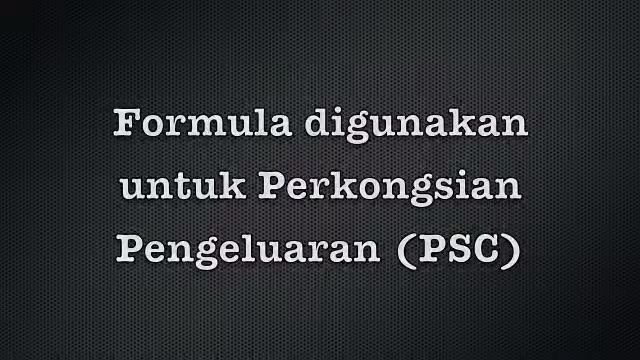 Formula digunakan
untuk Perkongsian
Pengeluaran (PSC)